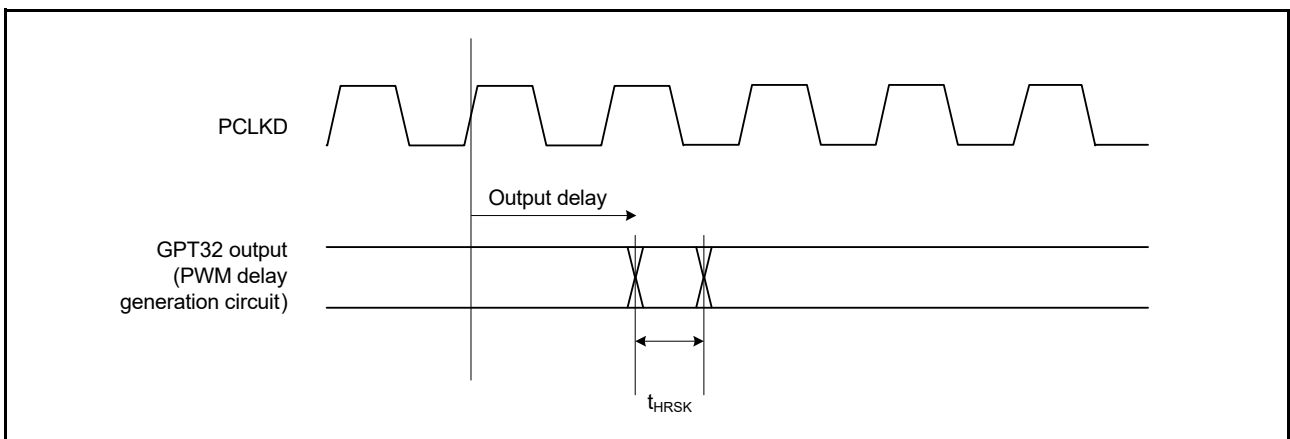 PCLKD
Output delay
GPT32 output
(PWM delay
generation circuit)
tHRSK